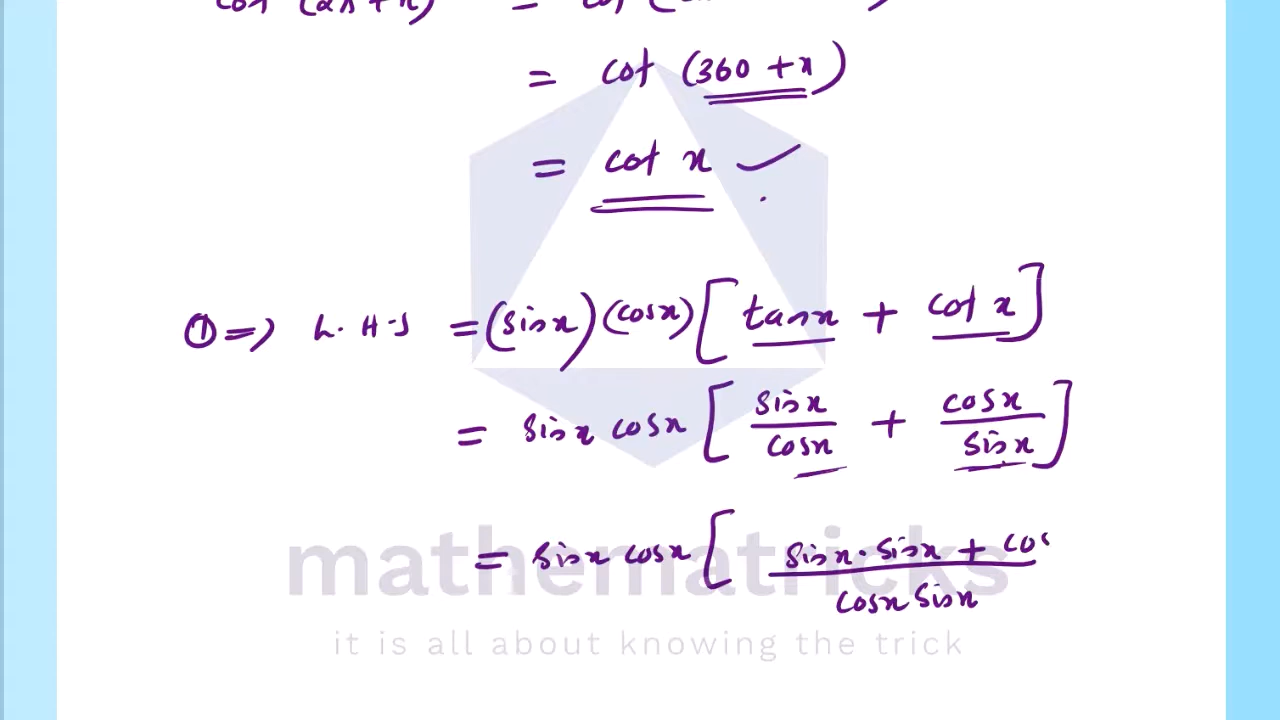 = cot (360 + x)
= cot x ✓
① => L.H.S = (sin x) (cos x) [ tan x + cot x ]
= sin x cos x [ sin x / cos x + cos x / sin x ]
= sin x cos x [ sin x · sin x + cos / cos x sin x
mathematricks
it is all about knowing the trick